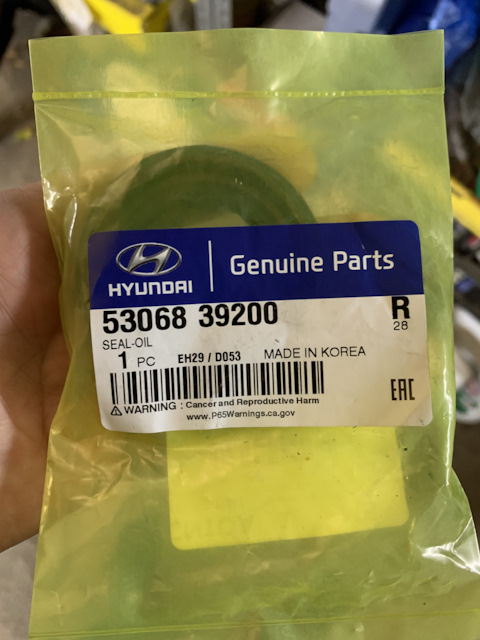 HYUNDAI
Genuine Parts
53068 39200
R
28
SEAL-OIL
1 PC EH29 / D053 MADE IN KOREA
EAC
⚠ WARNING : Cancer and Reproductive Harm
www.P65Warnings.ca.gov